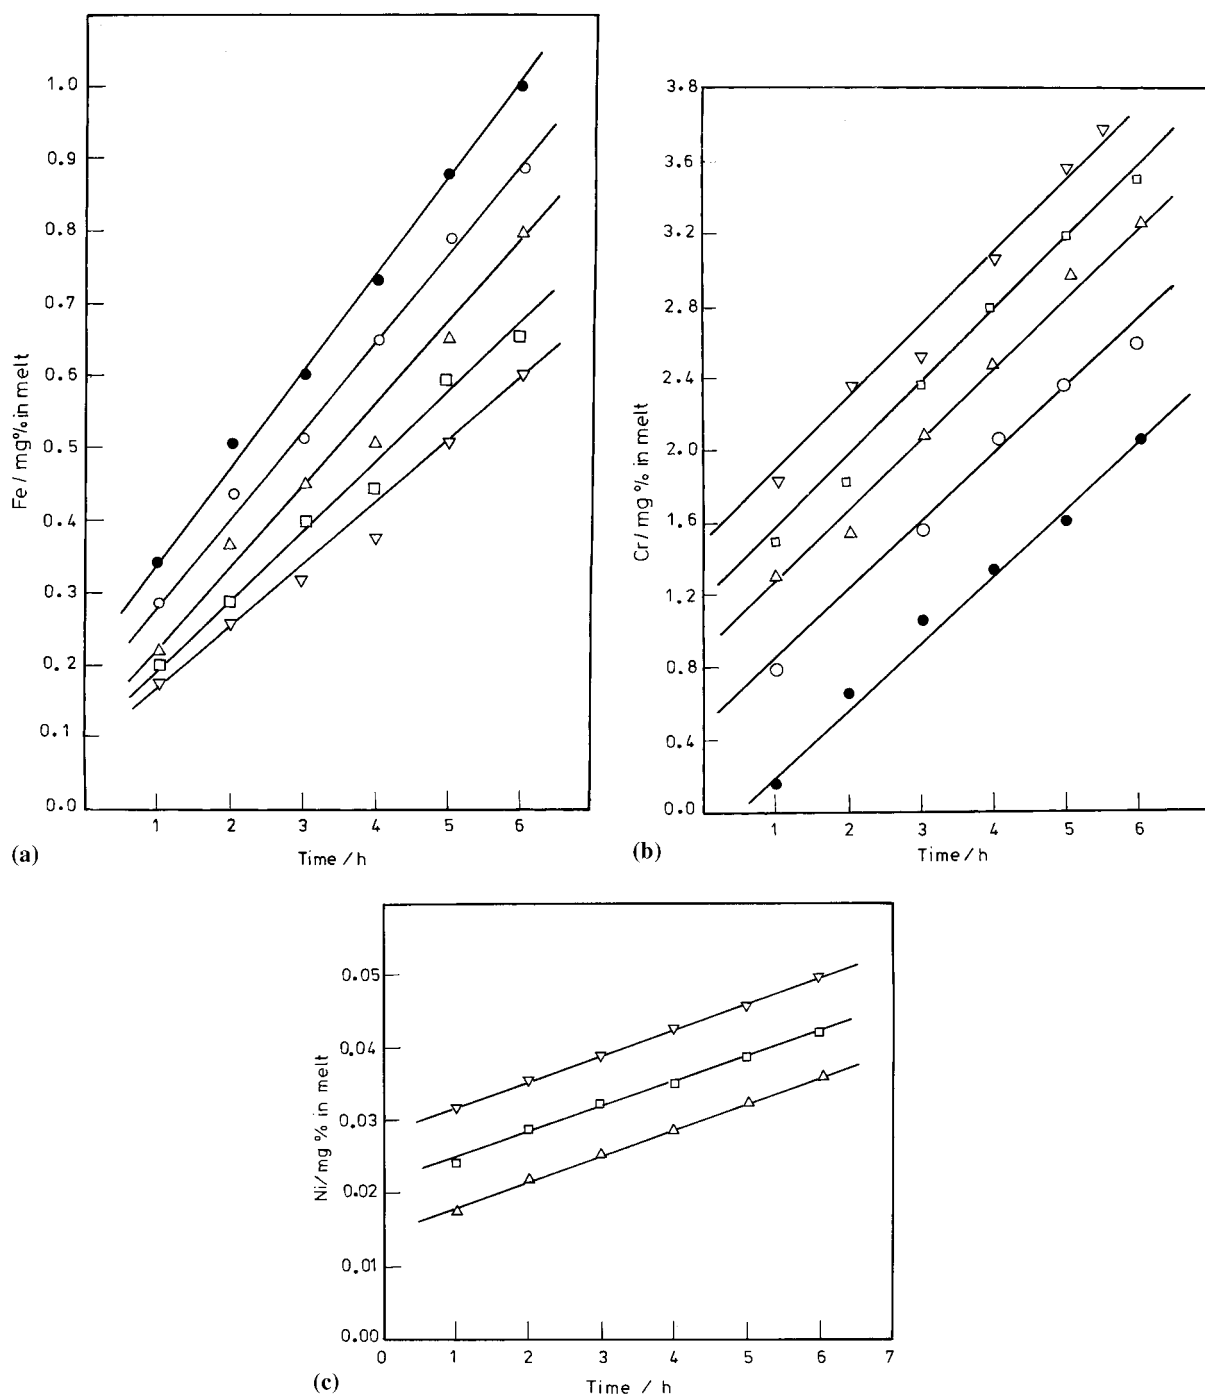 Fe / mg% in melt
1.0
0.9
0.8
0.7
0.6
0.5
0.4
0.3
0.2
0.1
0.0
1 2 3 4 5 6
Time / h
(a)
Cr/mg % in melt
3.8
3.6
3.2
2.8
2.4
2.0
1.6
1.2
0.8
0.4
0.0
1 2 3 4 5 6
Time / h
(b)
Ni/mg % in melt
0.05
0.04
0.03
0.02
0.01
0.00
0 1 2 3 4 5 6 7
Time / h
(c)